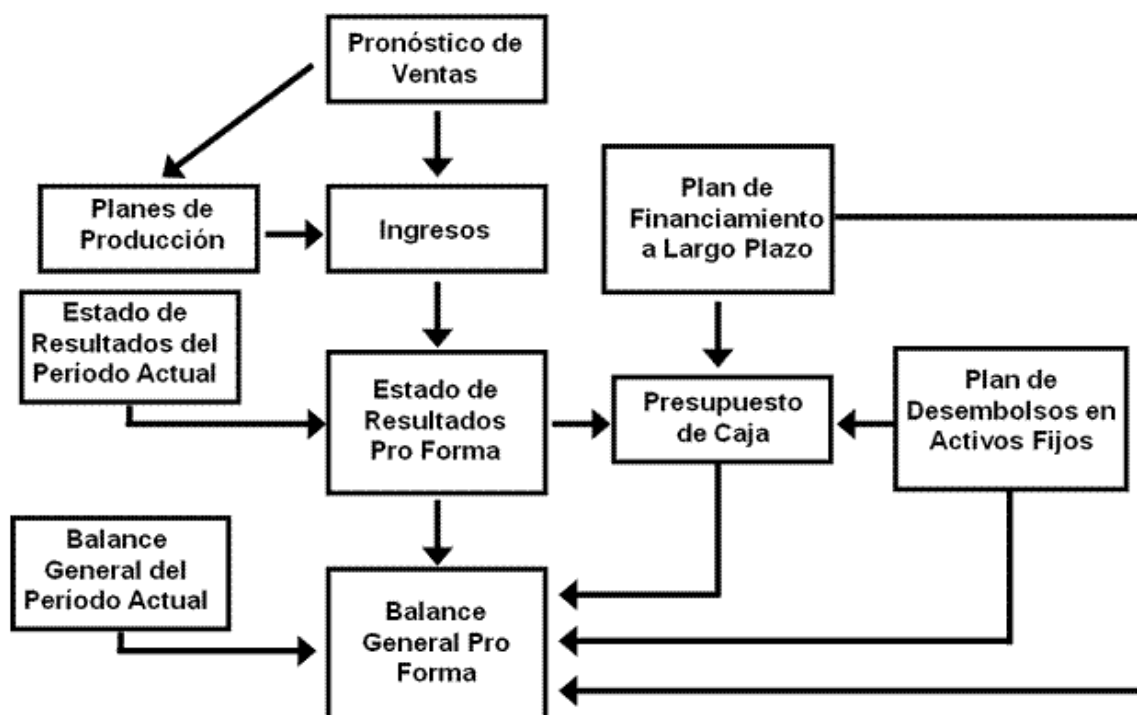 Pronóstico de
Ventas
Planes de
Producción
Ingresos
Plan de
Financiamiento
a Largo Plazo
Estado de
Resultados del
Período Actual
Estado de
Resultados
Pro Forma
Presupuesto
de Caja
Plan de
Desembolsos en
Activos Fijos
Balance
General del
Período Actual
Balance
General Pro
Forma